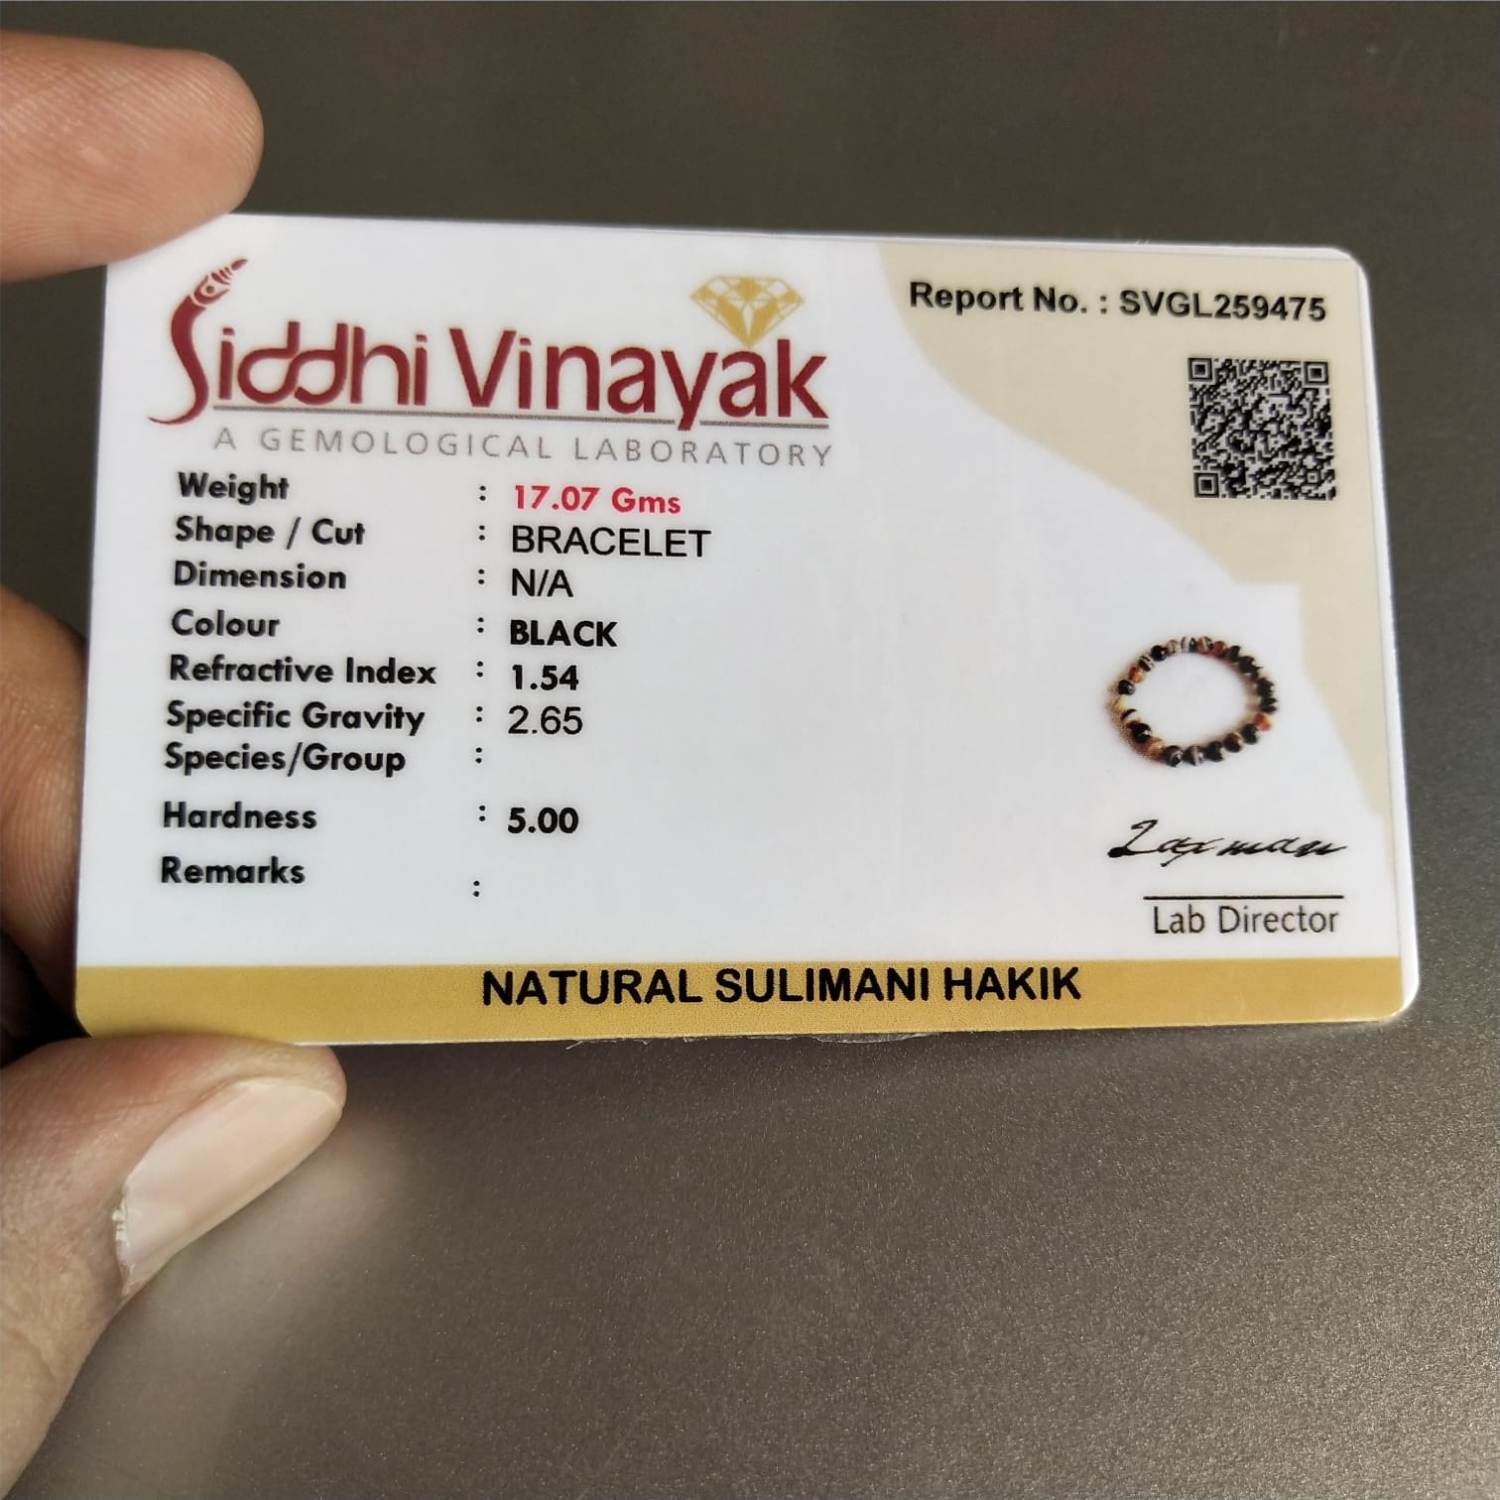 Siddhi Vinayak
A GEMOLOGICAL LABORATORY
Report No. : SVGL259475
Weight : 17.07 Gms
Shape / Cut : BRACELET
Dimension : N/A
Colour : BLACK
Refractive Index : 1.54
Specific Gravity : 2.65
Species/Group :
Hardness : 5.00
Remarks :
Laxman
Lab Director
NATURAL SULIMANI HAKIK